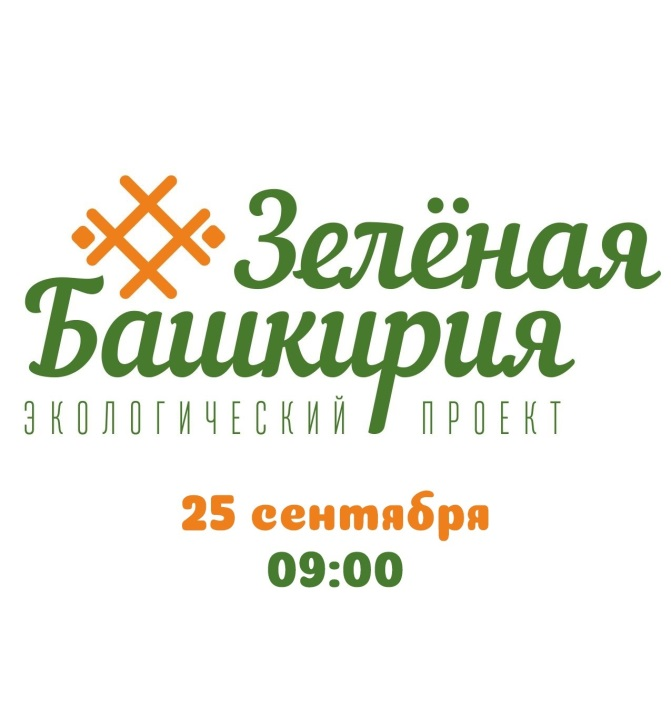 Зелёная
Башкирия
ЭКОЛОГИЧЕСКИЙ ПРОЕКТ
25 сентября
09:00